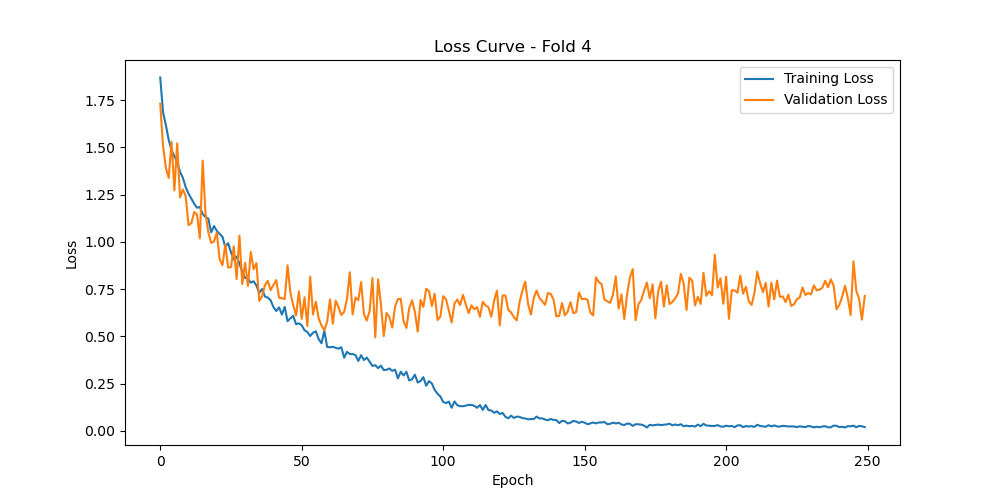 Loss Curve - Fold 4
Training Loss
Validation Loss
Loss
1.75
1.50
1.25
1.00
0.75
0.50
0.25
0.00
0 50 100 150 200 250
Epoch